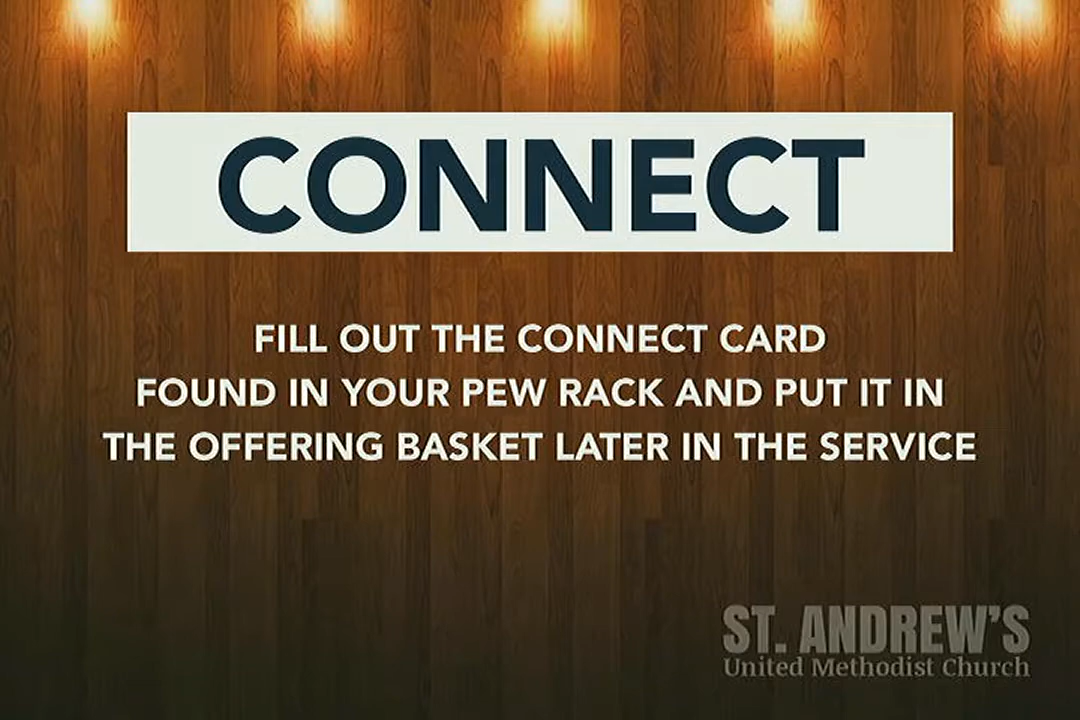 CONNECT
FILL OUT THE CONNECT CARD
FOUND IN YOUR PEW RACK AND PUT IT IN
THE OFFERING BASKET LATER IN THE SERVICE
ST. ANDREW'S
United Methodist Church